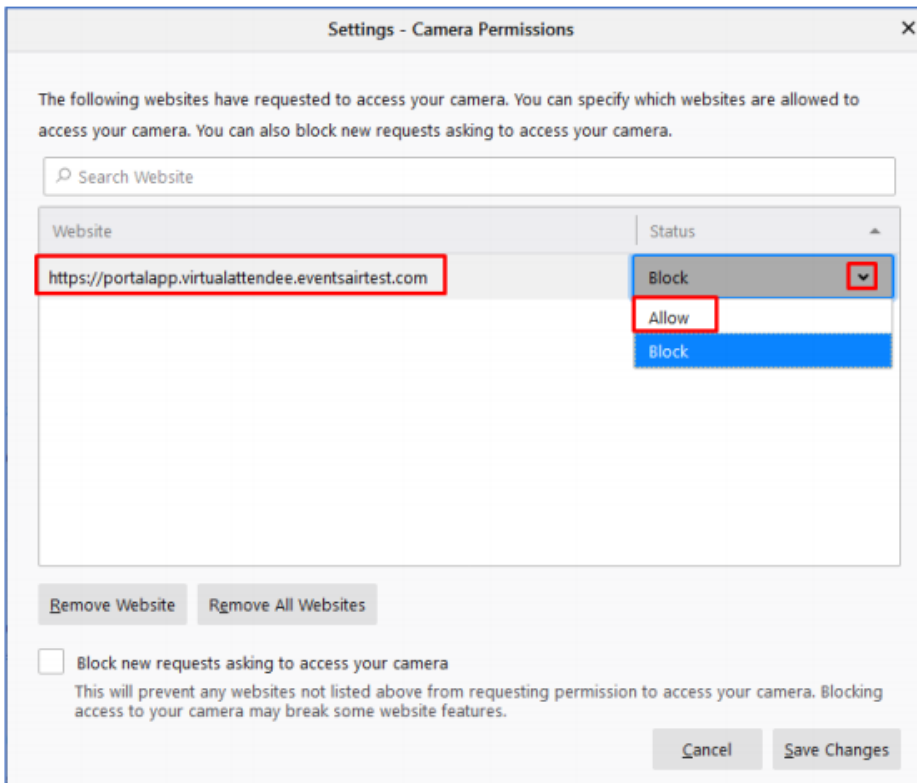 Settings - Camera Permissions
The following websites have requested to access your camera. You can specify which websites are allowed to
access your camera. You can also block new requests asking to access your camera.
Search Website
Website Status
https://portalapp.virtualattendee.eventsairtest.com Block
Allow
Block
Remove Website Remove All Websites
Block new requests asking to access your camera
This will prevent any websites not listed above from requesting permission to access your camera. Blocking
access to your camera may break some website features.
Cancel Save Changes